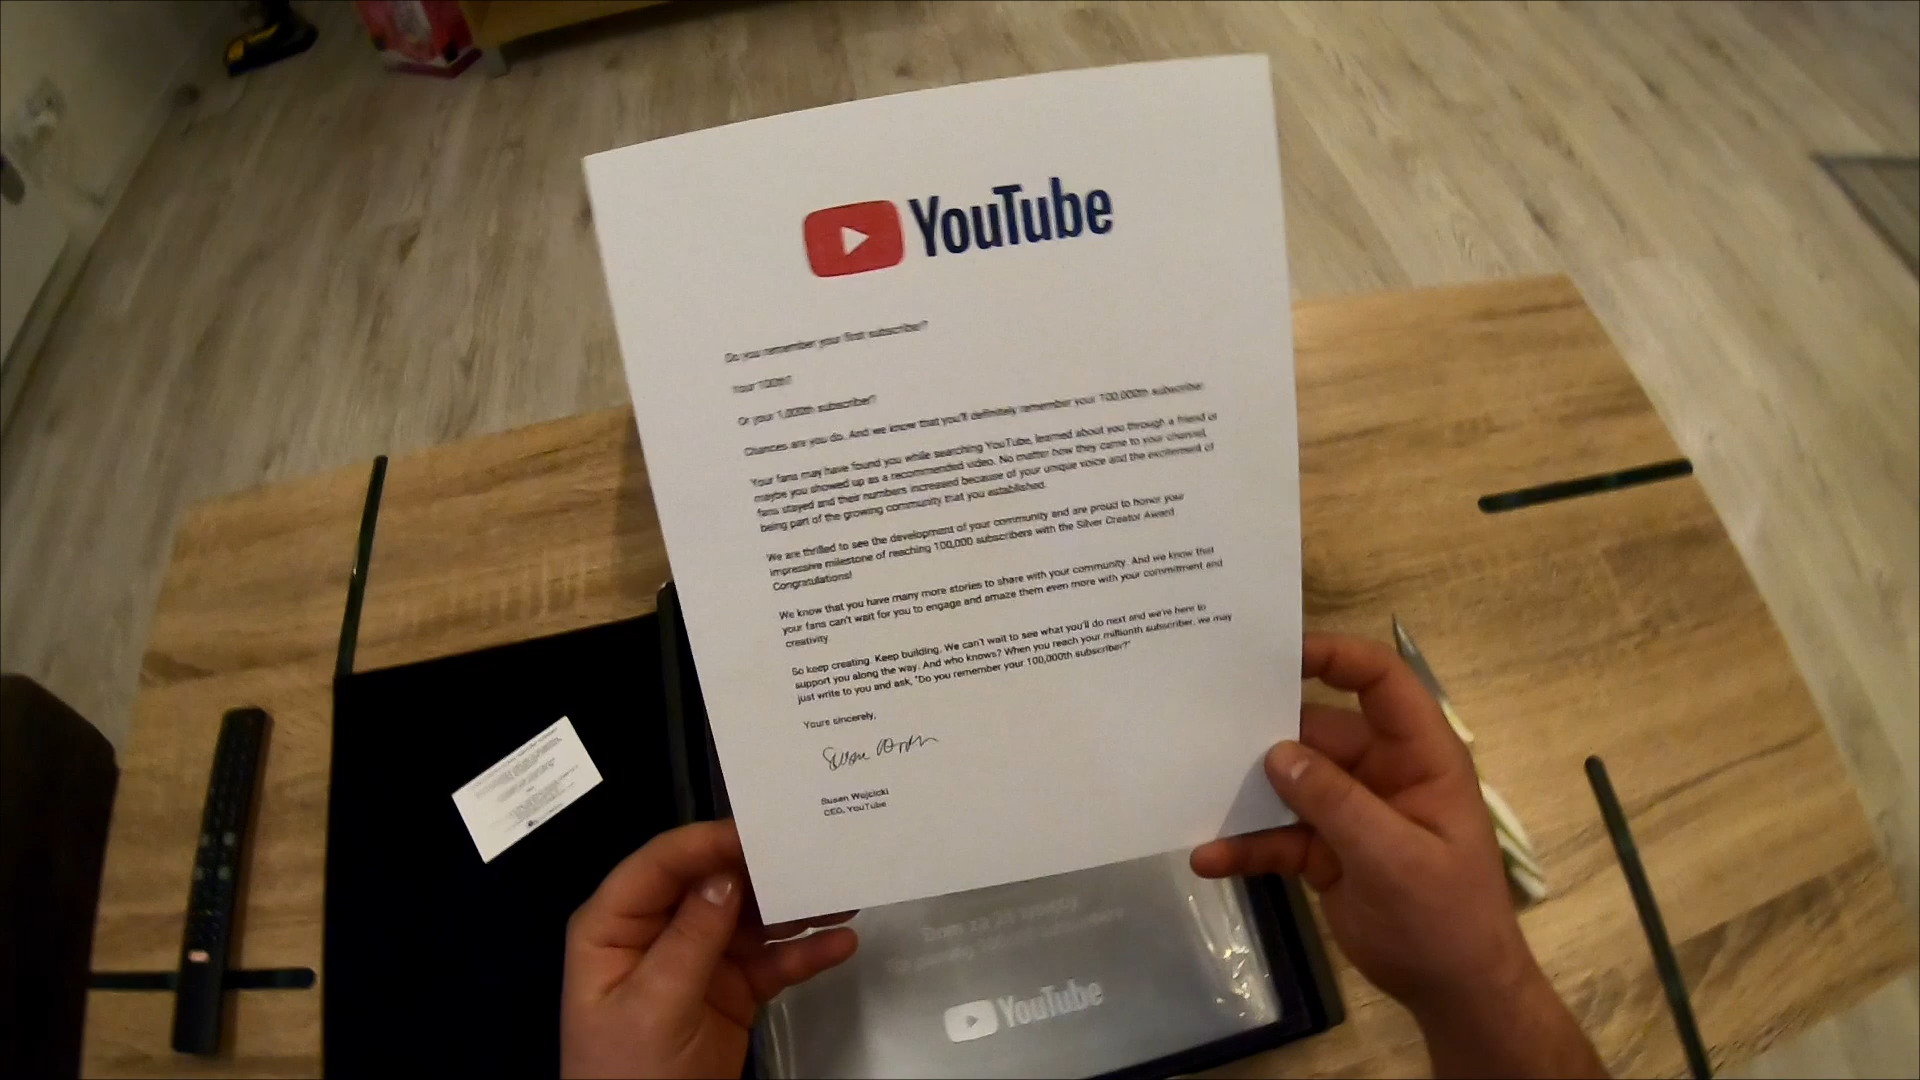 YouTube
Do you remember your first subscriber?
Your 100th?
Or your 1,000th subscriber?
Chances are you do. And we know that you'll definitely remember your 100,000th subscriber.
Your fans may have found you while searching YouTube, learned about you through a friend or
maybe you showed up as a recommended video. No matter how they came to your channel,
fans stayed and their numbers increased because of your unique voice and the excitement of
being part of the growing community that you established.
We are thrilled to see the development of your community and are proud to honor your
impressive milestone of reaching 100,000 subscribers with the Silver Creator Award.
Congratulations!
We know that you have many more stories to share with your community. And we know that
your fans can't wait for you to engage and amaze them even more with your commitment and
creativity.
So keep creating. Keep building. We can't wait to see what you'll do next and we're here to
support you along the way. And who knows? When you reach your millionth subscriber, we may
just write to you and ask, "Do you remember your 100,000th subscriber?"
Yours sincerely,
Susan Wojcicki
CEO, YouTube
Dom za
YouTube